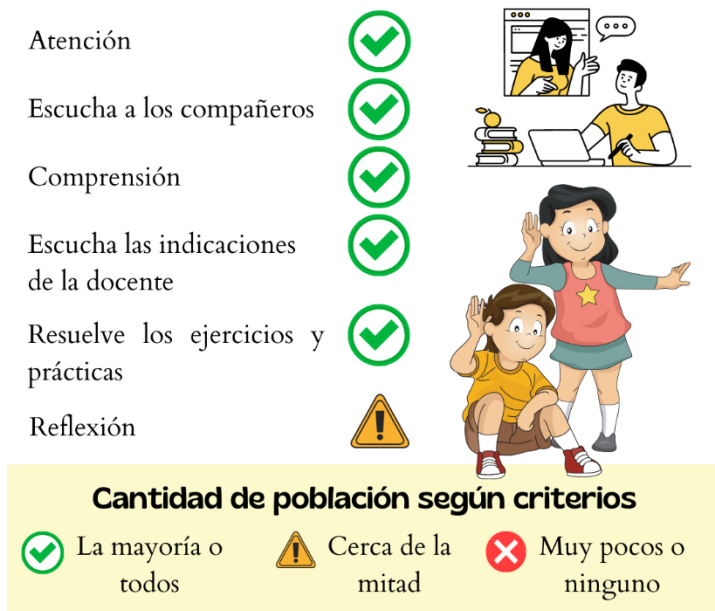 Atención
Escucha a los compañeros
Comprensión
Escucha las indicaciones
de la docente
Resuelve los ejercicios y
prácticas
Reflexión
Cantidad de población según criterios
La mayoría o
todos
Cerca de la
mitad
Muy pocos o
ninguno